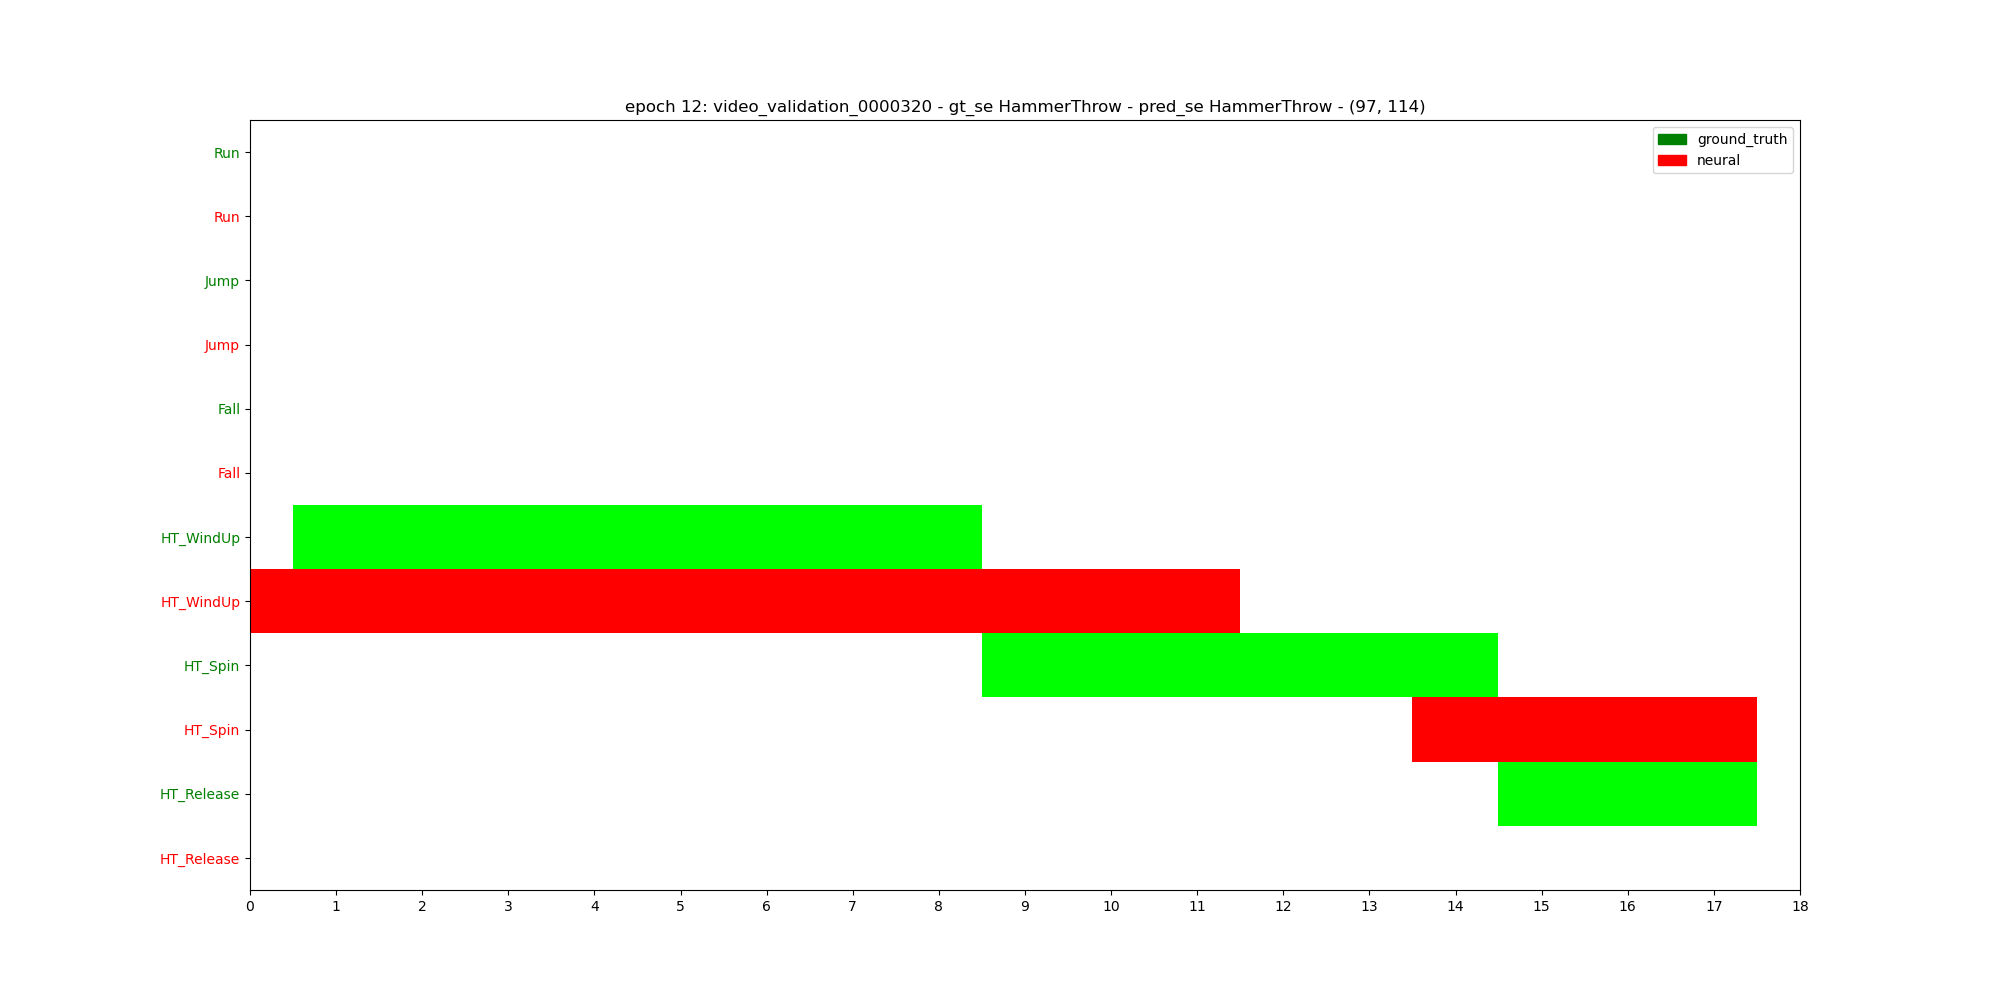 epoch 12: video_validation_0000320 - gt_se HammerThrow - pred_se HammerThrow - (97, 114)
ground_truth
neural
Run
Run
Jump
Jump
Fall
Fall
HT_WindUp
HT_WindUp
HT_Spin
HT_Spin
HT_Release
HT_Release
0 1 2 3 4 5 6 7 8 9 10 11 12 13 14 15 16 17 18